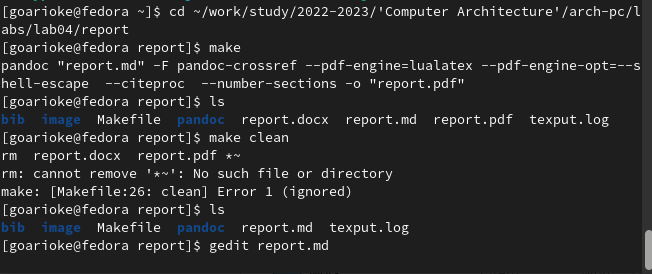 [goarioke@fedora ~]$ cd ~/work/study/2022-2023/'Computer Architecture'/arch-pc/l
abs/lab04/report
[goarioke@fedora report]$ make
pandoc "report.md" -F pandoc-crossref --pdf-engine=lualatex --pdf-engine-opt=--s
hell-escape  --citeproc  --number-sections -o "report.pdf"
[goarioke@fedora report]$ ls
bib  image  Makefile  pandoc  report.docx  report.md  report.pdf  texput.log
[goarioke@fedora report]$ make clean
rm  report.docx  report.pdf *~
rm: cannot remove '*~': No such file or directory
make: [Makefile:26: clean] Error 1 (ignored)
[goarioke@fedora report]$ ls
bib  image  Makefile  pandoc  report.md  texput.log
[goarioke@fedora report]$ gedit report.md